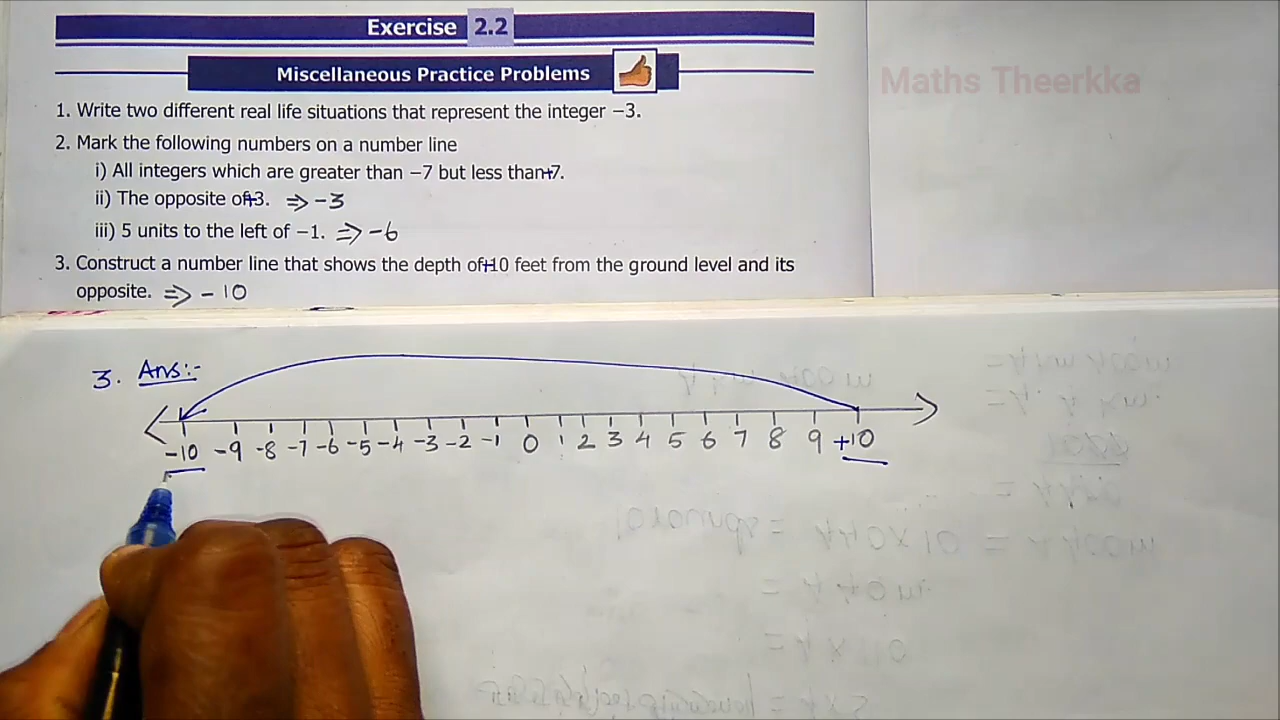 Exercise 2.2
Miscellaneous Practice Problems
Maths Theerkka
1. Write two different real life situations that represent the integer −3.
2. Mark the following numbers on a number line
i) All integers which are greater than −7 but less than +7.
ii) The opposite of +3. ⇒ -3
iii) 5 units to the left of −1. ⇒ -6
3. Construct a number line that shows the depth of +10 feet from the ground level and its
opposite. ⇒ - 10
3. Ans:-
-10 -9 -8 -7 -6 -5 -4 -3 -2 -1 0 1 2 3 4 5 6 7 8 9 +10